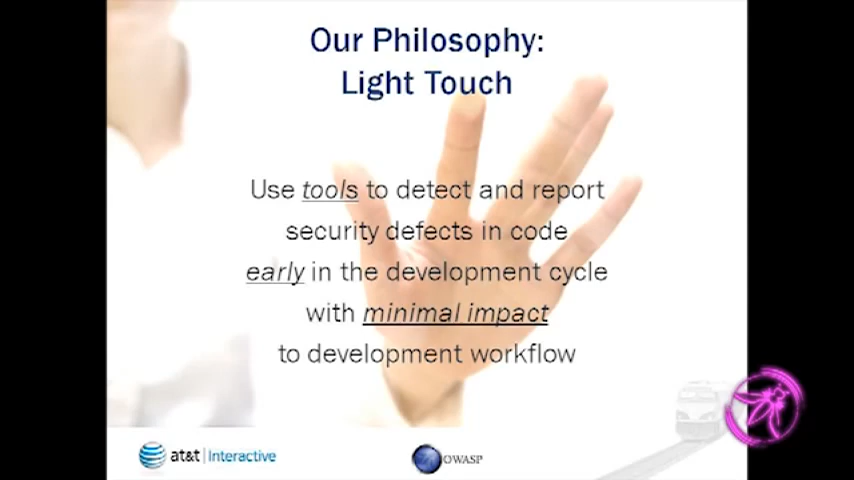 Our Philosophy:
Light Touch
Use tools to detect and report
security defects in code
early in the development cycle
with minimal impact
to development workflow
at&t | Interactive
OWASP